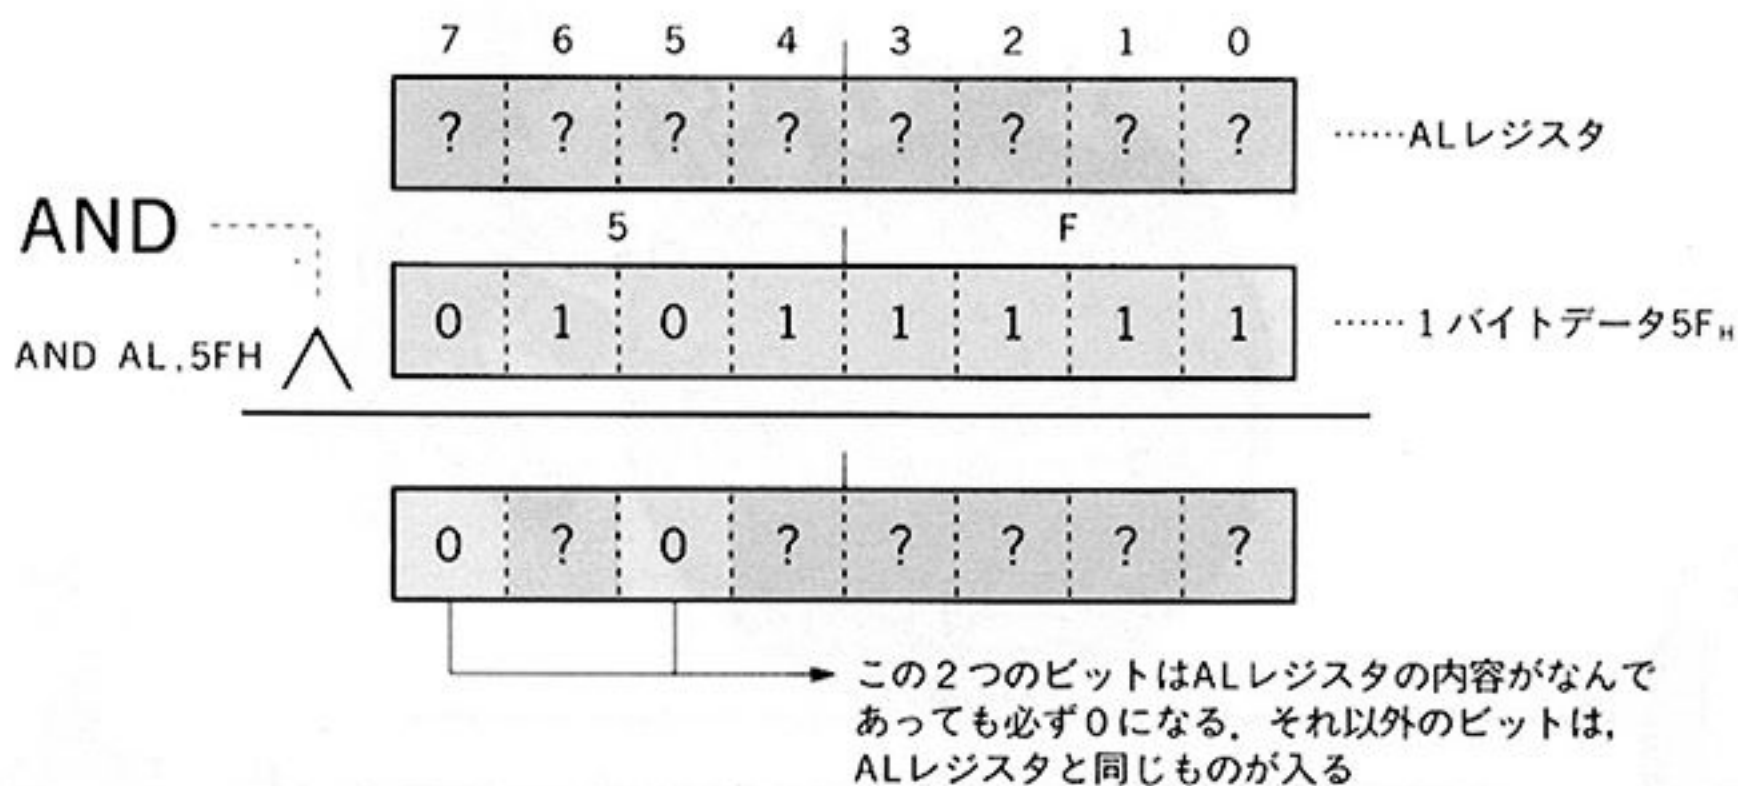 7 6 5 4 3 2 1 0
? ? ? ? ? ? ? ? ……ALレジスタ
AND
5 F
AND AL,5FH ∧ 0 1 0 1 1 1 1 1 ……1バイトデータ5FH
0 ? 0 ? ? ? ? ?
この2つのビットはALレジスタの内容がなんで
あっても必ず0になる．それ以外のビットは，
ALレジスタと同じものが入る